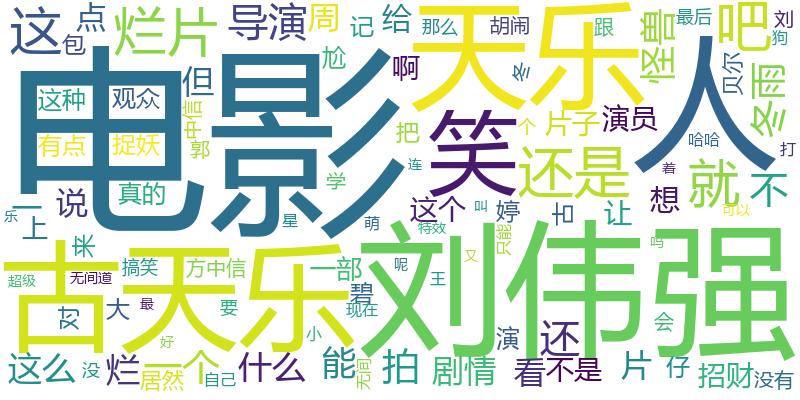 这
包
点
烂片
导演
周
记
给
那么
胡闹
跟
最后
刘
狗
尬
但
啊
天乐
冬
怪兽
吧
贝尔
冬雨
电影
人
这种
观众
有点
捉妖
中信
郭
真的
笑
把
连
个
片子
演员
哈哈
打
还是
着
就
不
一
上
说
乐
来
学
星
萌
这个
叫
特效
婷
只能
古
让
想
可以
古天乐
刘伟强
超级
无间道
搞笑
方中信
一部
碧
呢
王
又
吗
对
大
最
要
现在
小
演
还
会
好
这么
没
烂
一个
居然
自己
什么
无间
能
拍
剧情
看
不是
片
仔
招财
没有